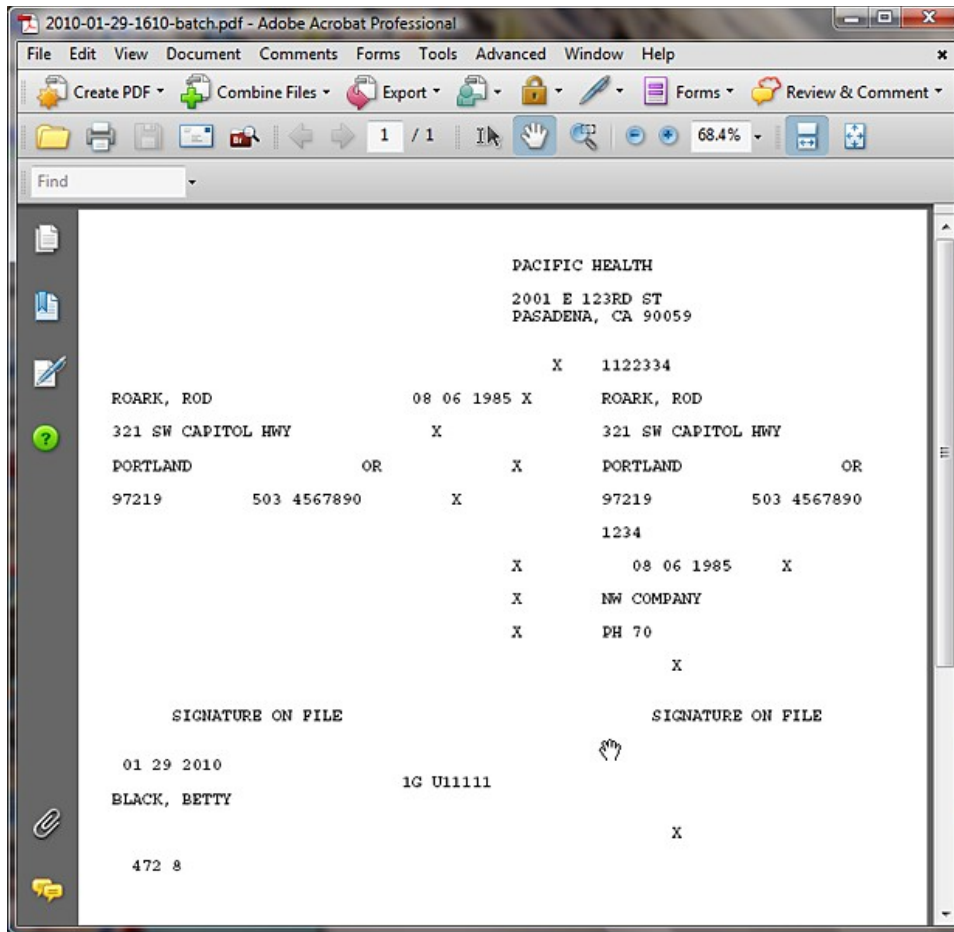 2010-01-29-1610-batch.pdf - Adobe Acrobat Professional
File Edit View Document Comments Forms Tools Advanced Window Help
Create PDF Combine Files Export Forms Review & Comment
1 / 1 68.4%
Find
PACIFIC HEALTH
2001 E 123RD ST
PASADENA, CA 90059
X 1122334
ROARK, ROD 08 06 1985 X ROARK, ROD
321 SW CAPITOL HWY X 321 SW CAPITOL HWY
PORTLAND OR X PORTLAND OR
97219 503 4567890 X 97219 503 4567890
1234
X 08 06 1985 X
X NW COMPANY
X PH 70
X
SIGNATURE ON FILE SIGNATURE ON FILE
01 29 2010
1G U11111
BLACK, BETTY
X
472 8